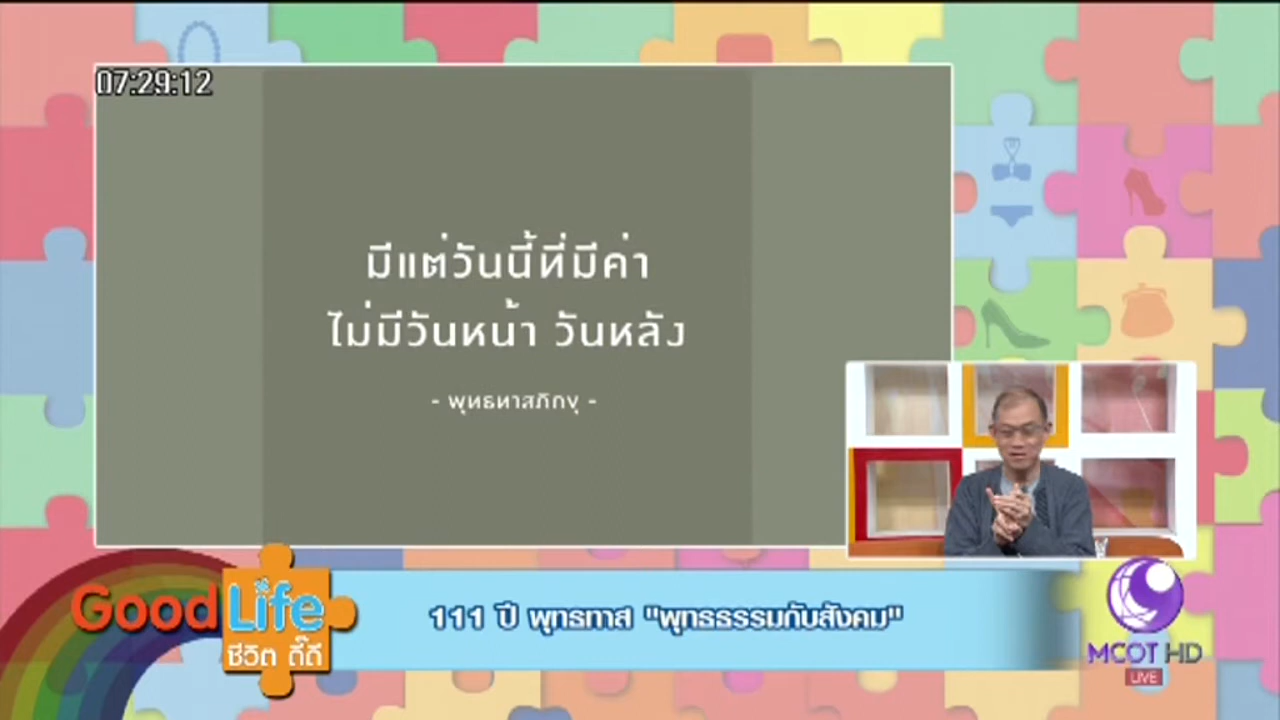 07:29:12
มีแต่วันนี้ที่มีค่า
ไม่มีวันหน้า วันหลัง
- พุทธทาสภิกขุ -
Good Life
ชีวิต ดี๊ดี
111 ปี พุทธทาส "พุทธธรรมกับสังคม"
MCOT HD
LIVE